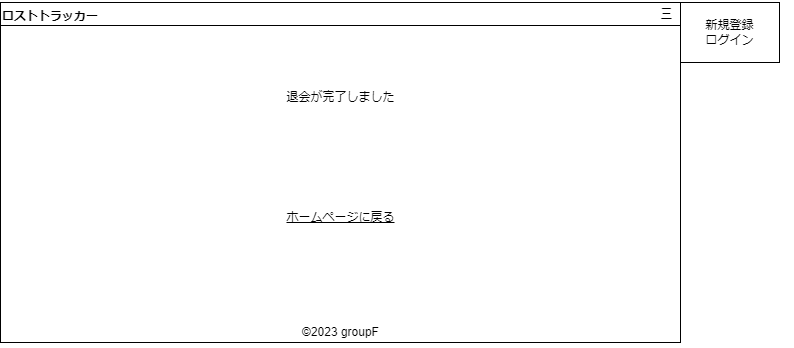 ロストトラッカー
三
新規登録
ログイン
退会が完了しました
ホームページに戻る
©2023 groupF